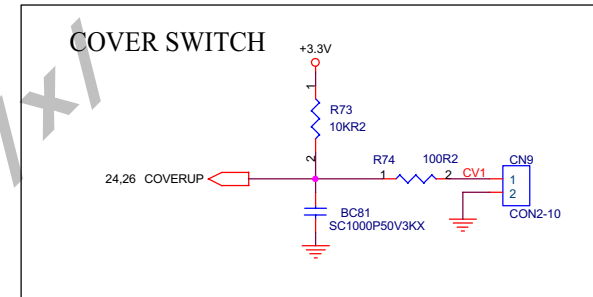 COVER SWITCH
+3.3V
1
R73
10KR2
2
R74
100R2
1
2
CV1
CN9
1
2
CON2-10
24,26 COVERUP
BC81
SC1000P50V3KX
/x/